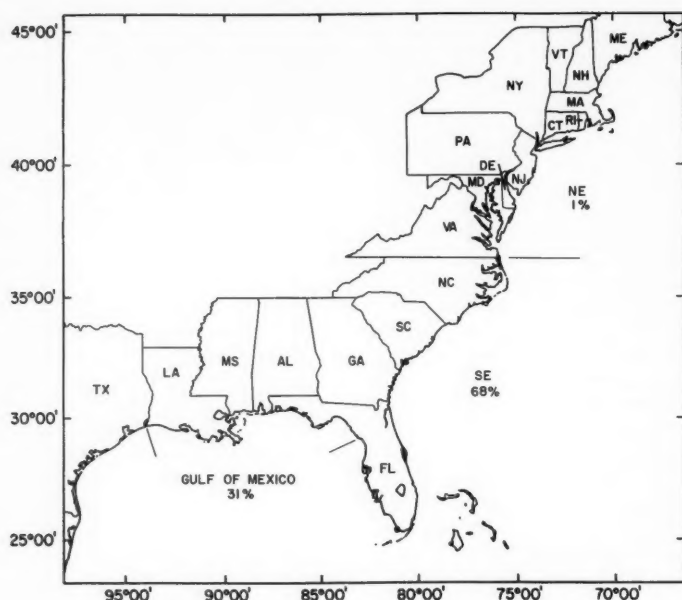 45°00'
40°00'
35°00'
30°00'
25°00'
95°00'
90°00'
85°00'
80°00'
75°00'
70°00'
ME
VT
NH
NY
MA
CT
RI
PA
DE
NJ
MD
NE
1%
VA
NC
SC
MS
AL
GA
LA
TX
SE
68%
FL
GULF OF MEXICO
31%